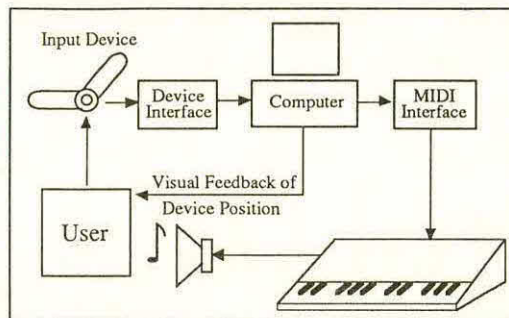 Input Device
Device
Interface
Computer
MIDI
Interface
Visual Feedback of
Device Position
User